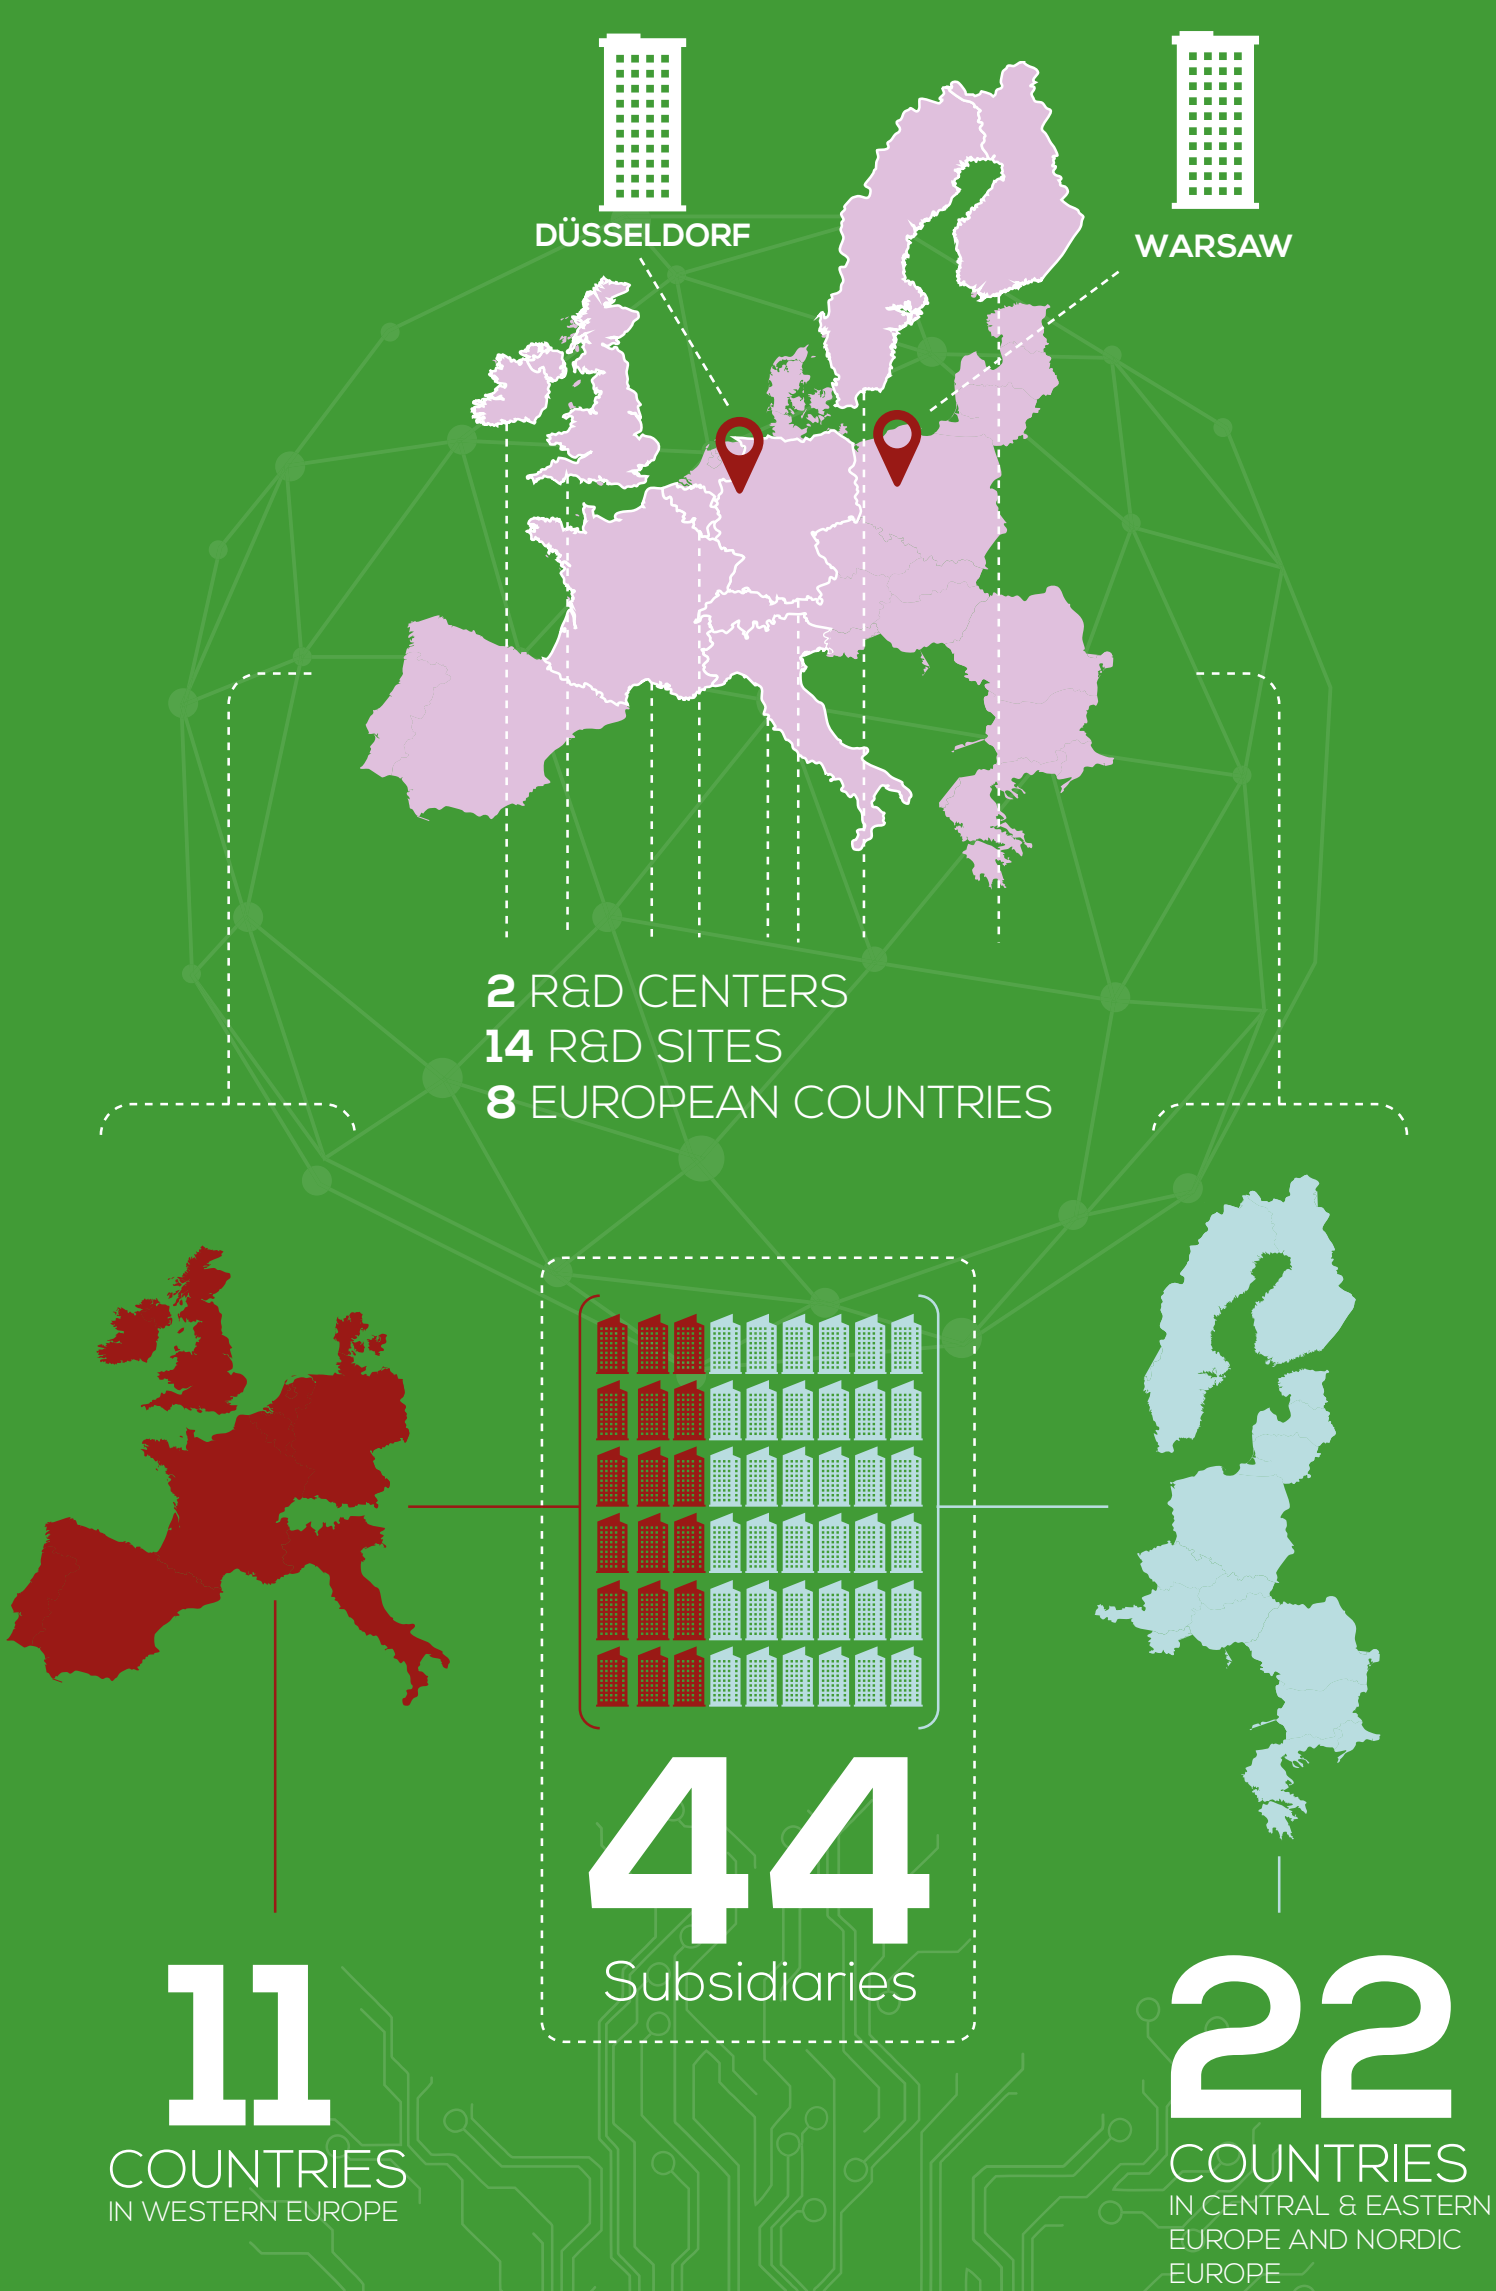 DÜSSELDORF
WARSAW
2 R&D CENTERS
14 R&D SITES
8 EUROPEAN COUNTRIES
44
Subsidiaries
11
COUNTRIES
IN WESTERN EUROPE
22
COUNTRIES
IN CENTRAL & EASTERN
EUROPE AND NORDIC
EUROPE